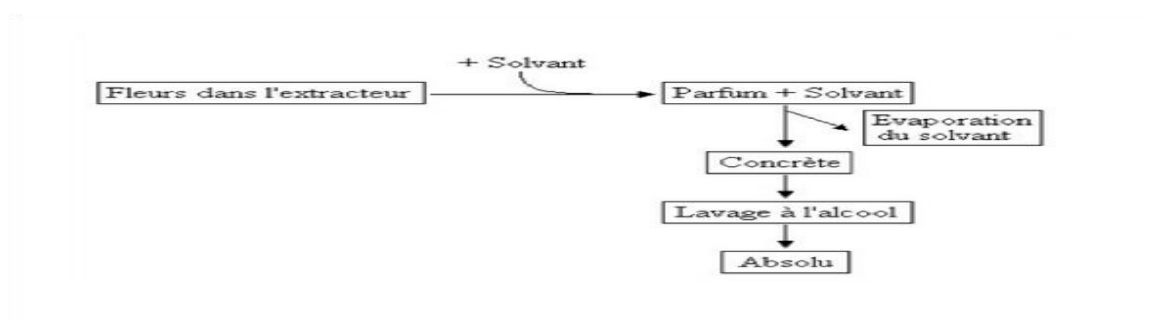 + Solvant
Fleurs dans l'extracteur
Parfum + Solvant
Evaporation
du solvant
Concrète
Lavage à l'alcool
Absolu